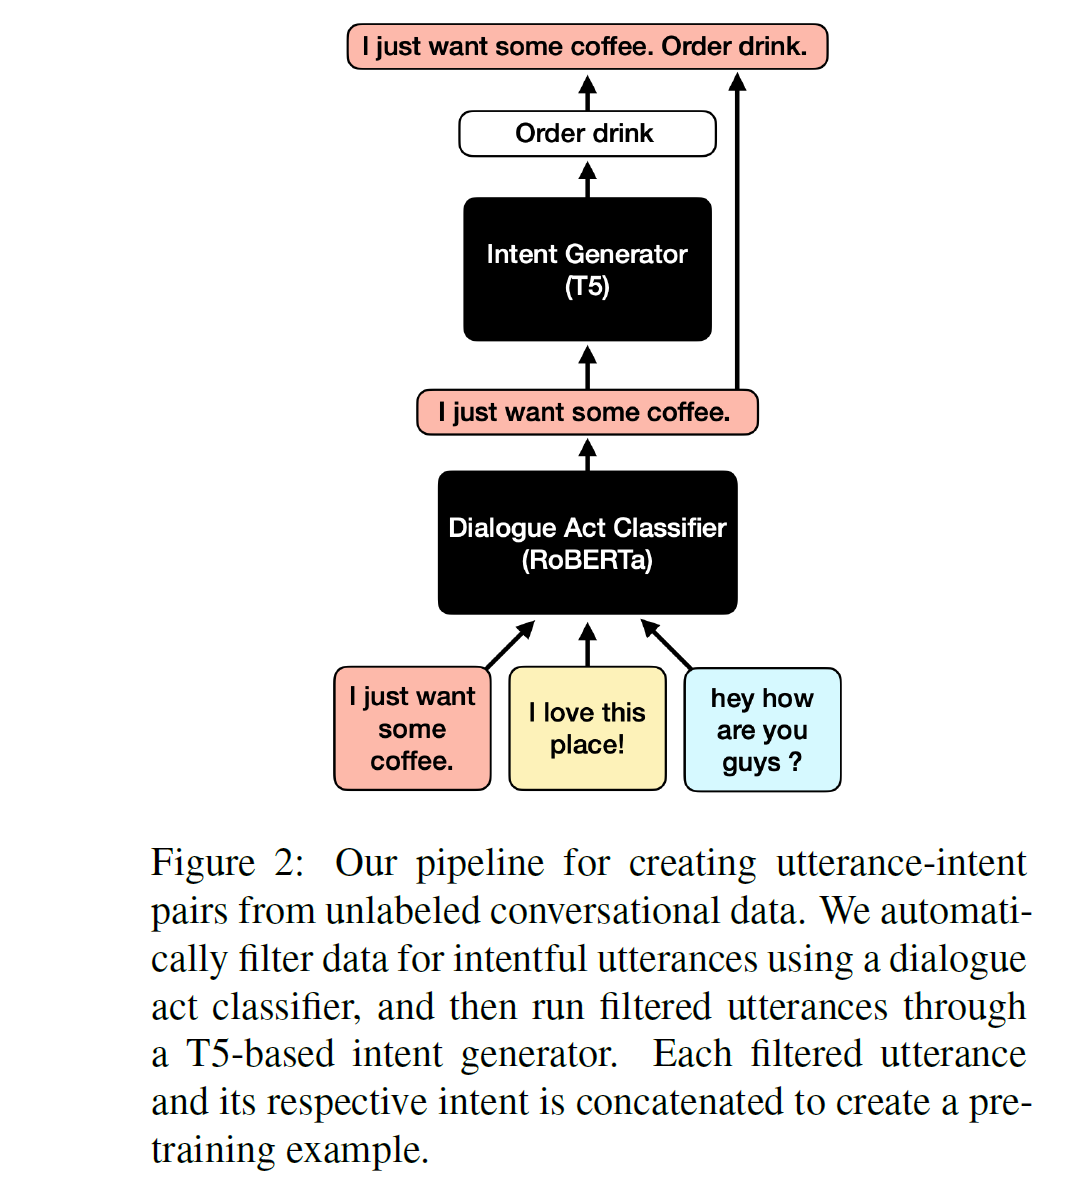 I just want some coffee. Order drink.
Order drink
Intent Generator
(T5)
I just want some coffee.
Dialogue Act Classifier
(RoBERTa)
I just want
some
coffee.
I love this
place!
hey how
are you
guys ?
Figure 2: Our pipeline for creating utterance-intent
pairs from unlabeled conversational data. We automati-
cally filter data for intentful utterances using a dialogue
act classifier, and then run filtered utterances through
a T5-based intent generator. Each filtered utterance
and its respective intent is concatenated to create a pre-
training example.